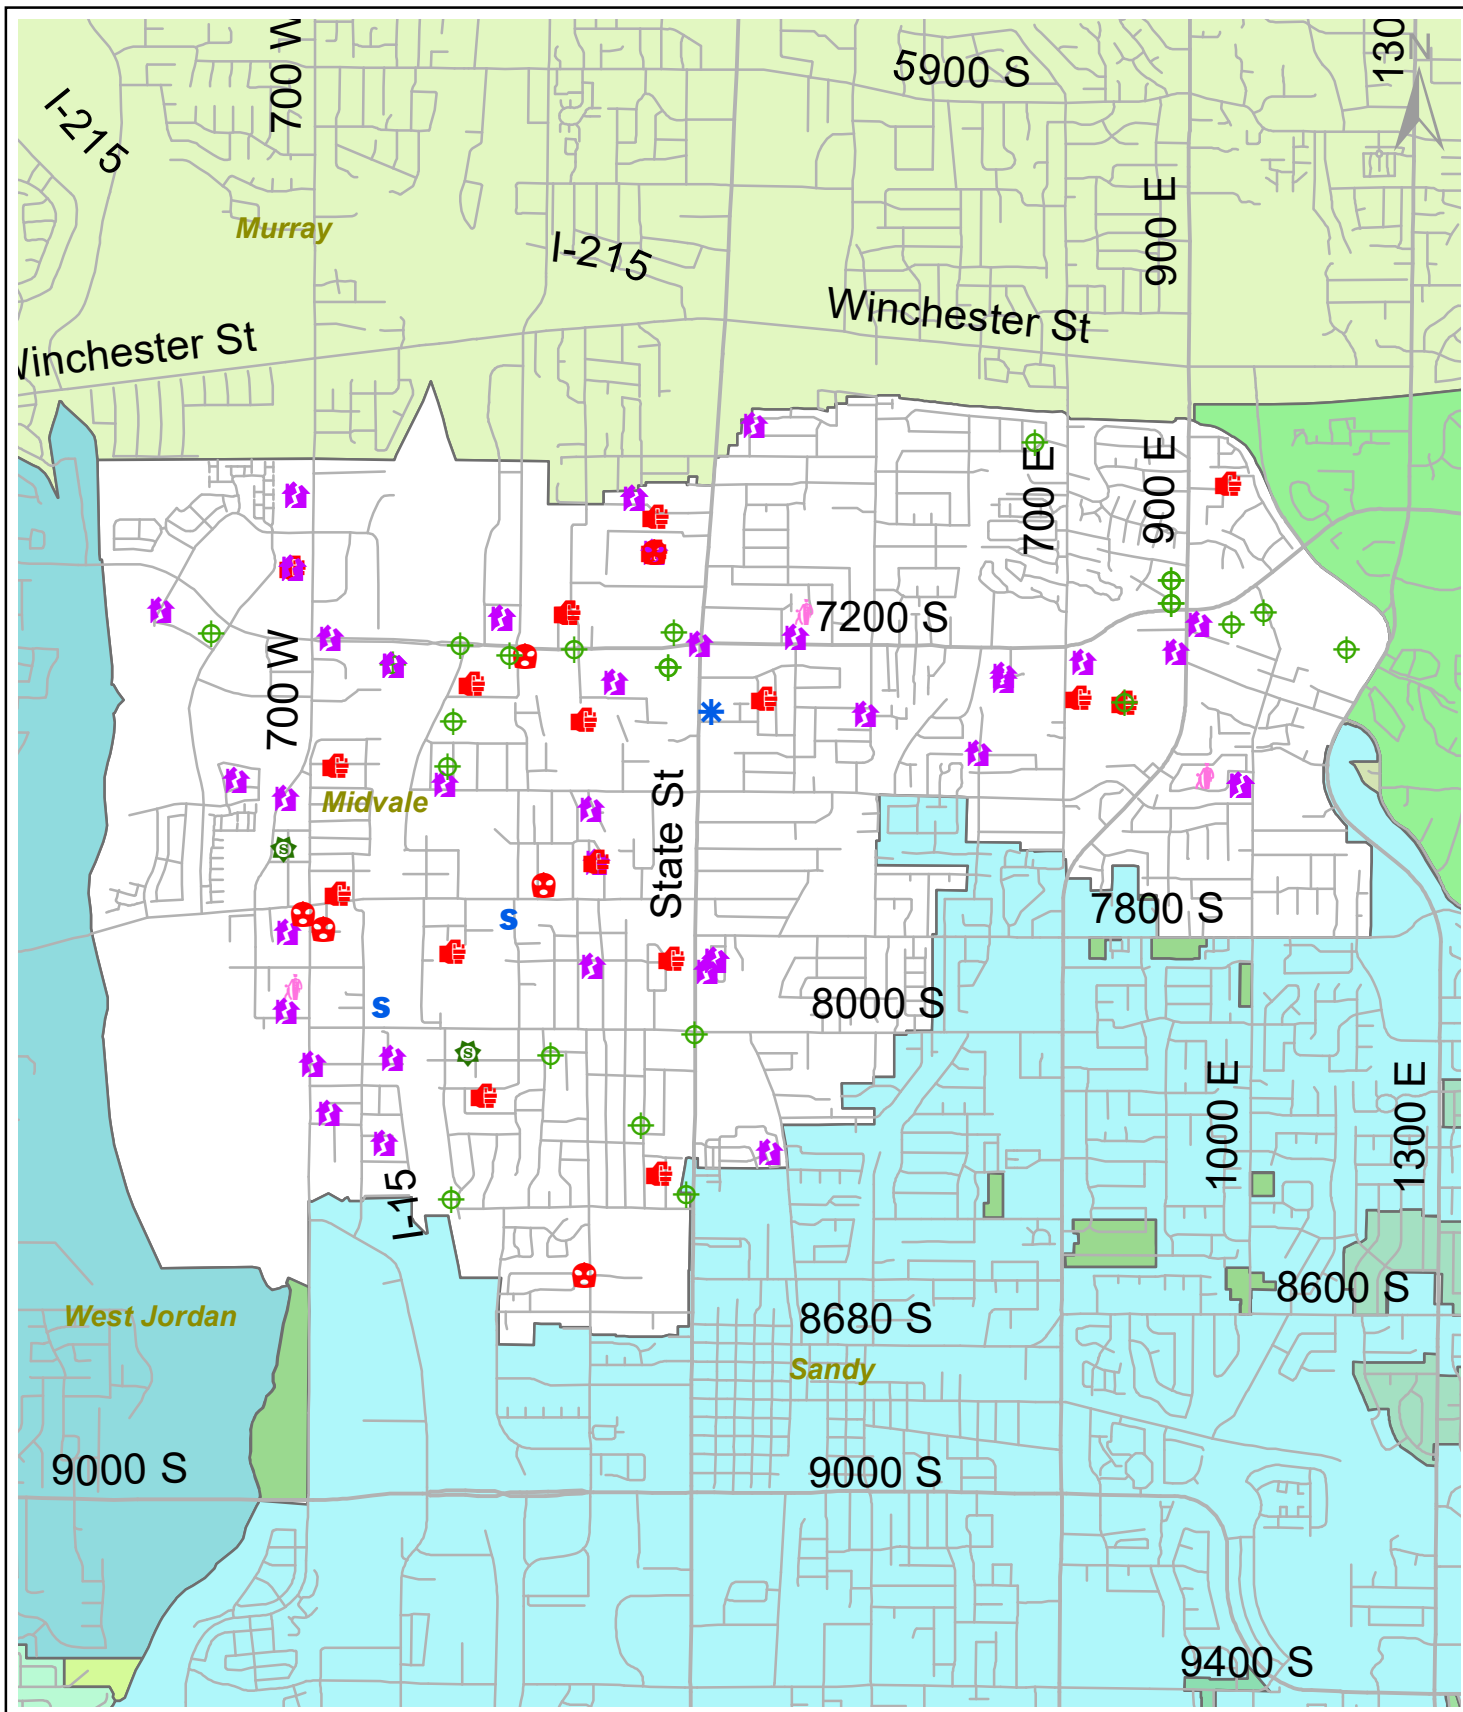 700 W
5900 S
130
N
I-215
900 E
Murray
I-215
Winchester St
Winchester St
700 E
900 E
7200 S
700 W
Midvale
State St
S
7800 S
S
S
8000 S
S
1000 E
1300 E
I-15
8600 S
West Jordan
8680 S
Sandy
9000 S
9000 S
9400 S